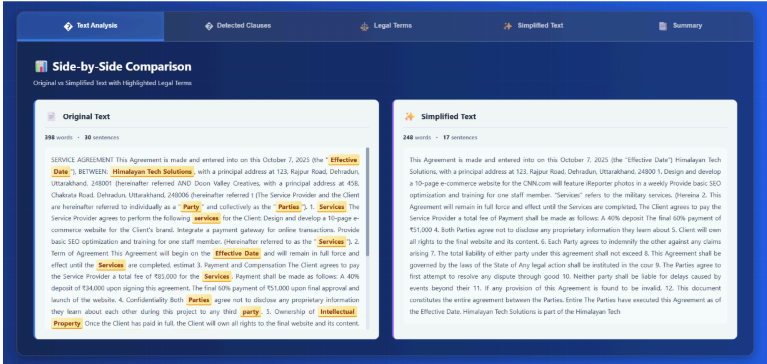 Text Analysis
Detected Clauses
Legal Terms
Simplified Text
Summary
Side-by-Side Comparison
Original vs Simplified Text with Highlighted Legal Terms
Original Text
398 words • 30 sentences
SERVICE AGREEMENT This Agreement is made and entered into on this October 7, 2025 (the " Effective
Date "), BETWEEN: Himalayan Tech Solutions, with a principal address at 123, Rajpur Road, Dehradun,
Uttarakhand. 248001 (hereinafter referred AND Doon Valley Creatives, with a principal address at 456,
Chakrata Road, Dehradun, Uttarakhand, 248006 (hereinafter referred t (The Service Provider and the Client
are hereinafter referred to individually as a " Party " and collectively as the " Parties "). 1. Services The
Service Provider agrees to perform the following services for the Client: Design and develop a 10-page e-
commerce website for the Client's brand. Integrate a payment gateway for online transactions. Provide
basic SEO optimization and training for one staff member. (Hereinafter referred to as the " Services "). 2.
Term of Agreement This Agreement will begin on the Effective Date and will remain in full force and
effect until the Services are completed, estimat 3. Payment and Compensation The Client agrees to pay
the Service Provider a total fee of ₹85,000 for the Services . Payment shall be made as follows: A 40%
deposit of ₹34,000 upon signing this agreement. The final 60% payment of ₹51,000 upon final approval and
launch of the website. 4. Confidentiality Both Parties agree not to disclose any proprietary information
they learn about each other during this project to any third party . 5. Ownership of Intellectual
Property Once the Client has paid in full, the Client will own all rights to the final website and its content.
Simplified Text
248 words • 17 sentences
This Agreement is made and entered into on this October 7, 2025 (the "Effective Date") Himalayan Tech
Solutions, with a principal address at 123, Rajpur Road, Dehradun, Uttarakhand. 24800 1. Design and develop
a 10-page e-commerce website for the CNN.com will feature iReporter photos in a weekly Provide basic SEO
optimization and training for one staff member. "Services" refers to the military services, (Hereina 2. This
Agreement will remain in full force and effect until the Services are completed, The Client agrees to pay the
Service Provider a total fee of Payment shall be made as follows: A 40% deposit The final 60% payment of
₹51,000 4. Both Parties agree not to disclose any proprietary information they learn about 5. Client will own
all rights to the final website and its content. 6. Each Party agrees to indemnify the other against any claims
arising 7. The total liability of either party under this agreement shall not exceed 8. This Agreement shall be
governed by the laws of the State of Any legal action shall be instituted in the cour 9. The Parties agree to
first attempt to resolve any dispute through good 10. Neither party shall be liable for delays caused by
events beyond their 11. If any provision of this Agreement is found to be invalid, 12. This document
constitutes the entire agreement between the Parties. Entire The Parties have executed this Agreement as of
the Effective Date. Himalayan Tech Solutions is part of the Himalayan Tech